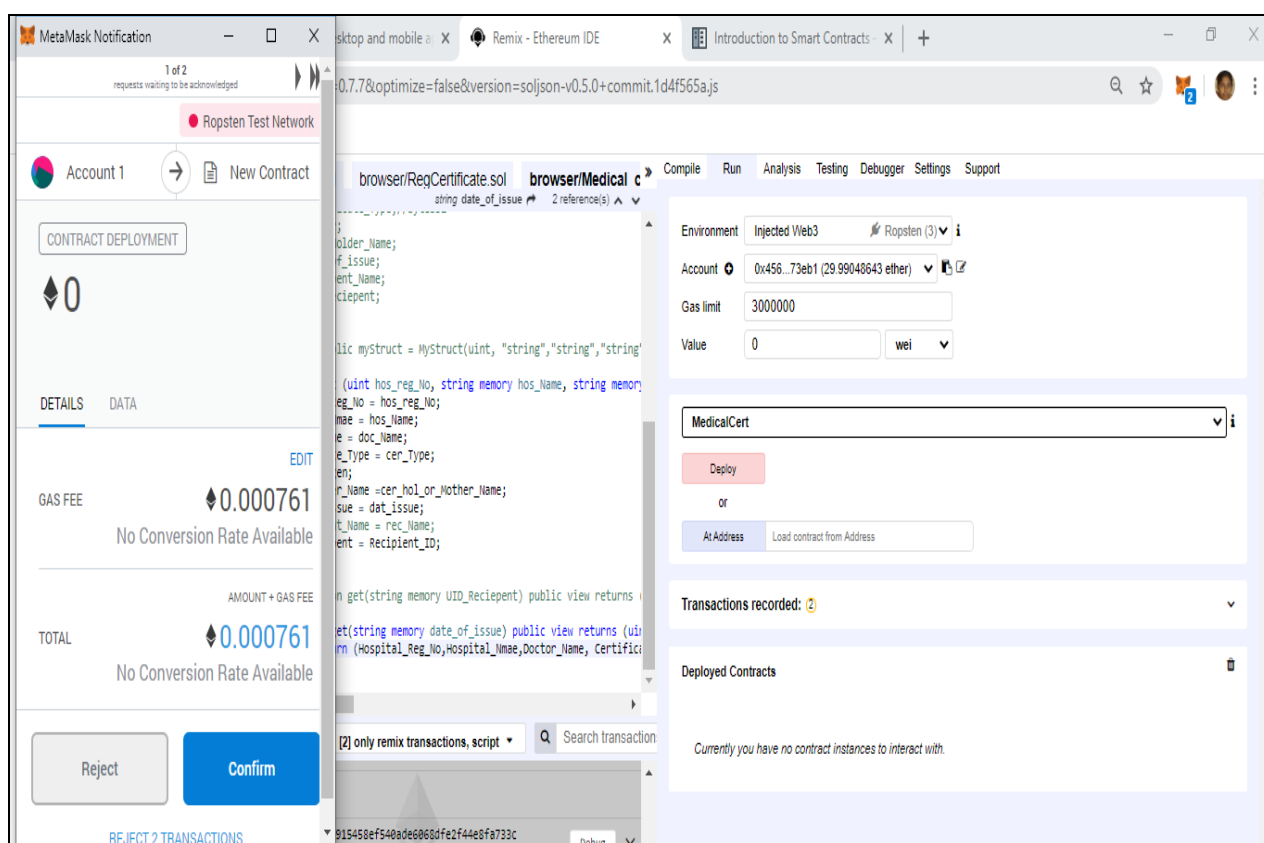 MetaMask Notification
1 of 2
requests waiting to be acknowledged
Ropsten Test Network
Account 1
New Contract
CONTRACT DEPLOYMENT
0
DETAILS DATA
EDIT
GAS FEE 0.000761
No Conversion Rate Available
AMOUNT + GAS FEE
TOTAL 0.000761
No Conversion Rate Available
Reject Confirm
REJECT 2 TRANSACTIONS
sktop and mobile a
Remix - Ethereum IDE
Introduction to Smart Contracts -
=0.7.7&optimize=false&version=soljson-v0.5.0+commit.1d4f565a.js
2
browser/RegCertificate.sol browser/Medical c
string date_of_issue 2 reference(s)
;
older_Name;
f_issue;
ent_Name;
ciepent;
lic myStruct = MyStruct(uint, "string","string","string"
(uint hos_reg_No, string memory hos_Name, string memory
eg_No = hos_reg_No;
mae = hos_Name;
e = doc_Name;
e_Type = cer_Type;
en;
r_Name =cer_hol_or_Mother_Name;
sue = dat_issue;
t_Name = rec_Name;
ent = Recipient_ID;
n get(string memory UID_Reciepent) public view returns (
et(string memory date_of_issue) public view returns (uin
rn (Hospital_Reg_No,Hospital_Nmae,Doctor_Name, Certifica
[2] only remix transactions, script
Search transaction
915458ef540ade6068dfe2f44e8fa733c
Debug
Compile Run Analysis Testing Debugger Settings Support
Environment Injected Web3 Ropsten (3) i
Account 0x456...73eb1 (29.99048643 ether)
Gas limit 3000000
Value 0 wei
MedicalCert i
Deploy
or
At Address Load contract from Address
Transactions recorded: 2
Deployed Contracts
Currently you have no contract instances to interact with.